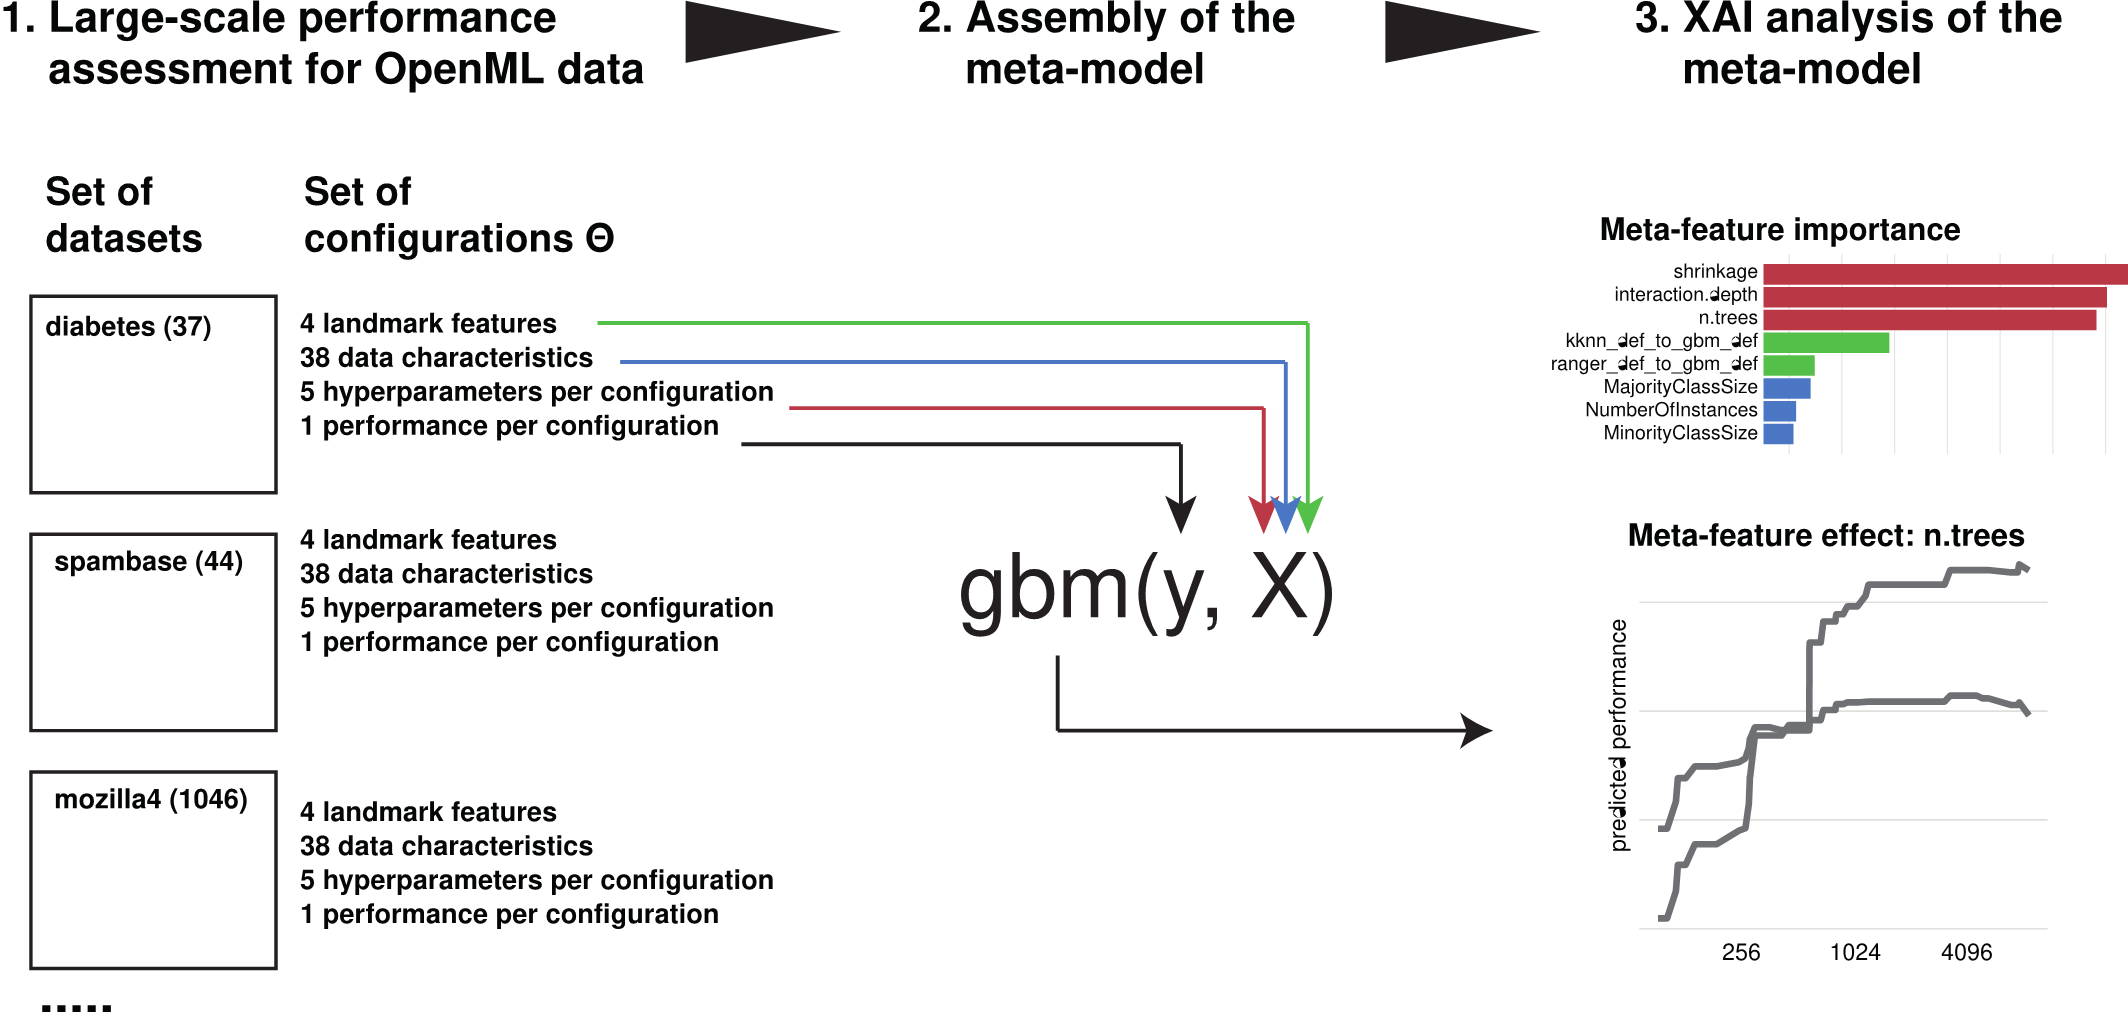 1. Large-scale performance
assessment for OpenML data
2. Assembly of the
meta-model
3. XAI analysis of the
meta-model
Set of
datasets
Set of
configurations Θ
diabetes (37)
4 landmark features
38 data characteristics
5 hyperparameters per configuration
1 performance per configuration
spambase (44)
4 landmark features
38 data characteristics
5 hyperparameters per configuration
1 performance per configuration
mozilla4 (1046)
4 landmark features
38 data characteristics
5 hyperparameters per configuration
1 performance per configuration
.....
gbm(y, X)
Meta-feature importance
shrinkage
interaction.depth
n.trees
kknn_def_to_gbm_def
ranger_def_to_gbm_def
MajorityClassSize
NumberOfInstances
MinorityClassSize
Meta-feature effect: n.trees
predicted performance
256 1024 4096